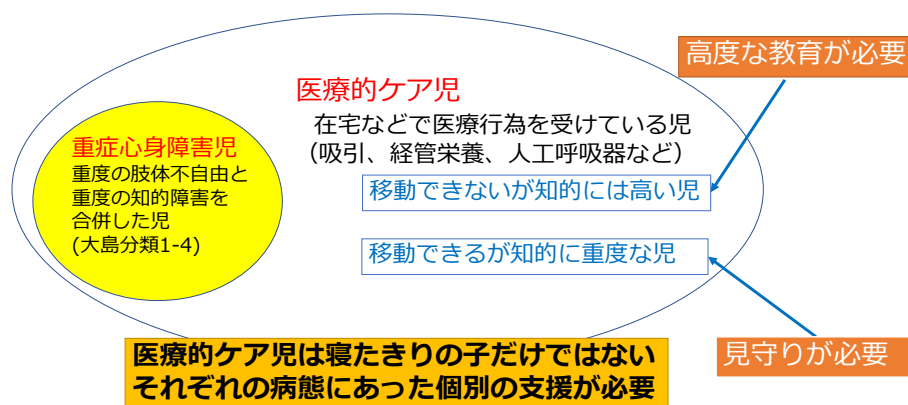 高度な教育が必要
医療的ケア児
在宅などで医療行為を受けている児
（吸引、経管栄養、人工呼吸器など）
重症心身障害児
重度の肢体不自由と
重度の知的障害を
合併した児
(大島分類1-4)
移動できないが知的には高い児
移動できるが知的に重度な児
医療的ケア児は寝たきりの子だけではない
それぞれの病態にあった個別の支援が必要
見守りが必要